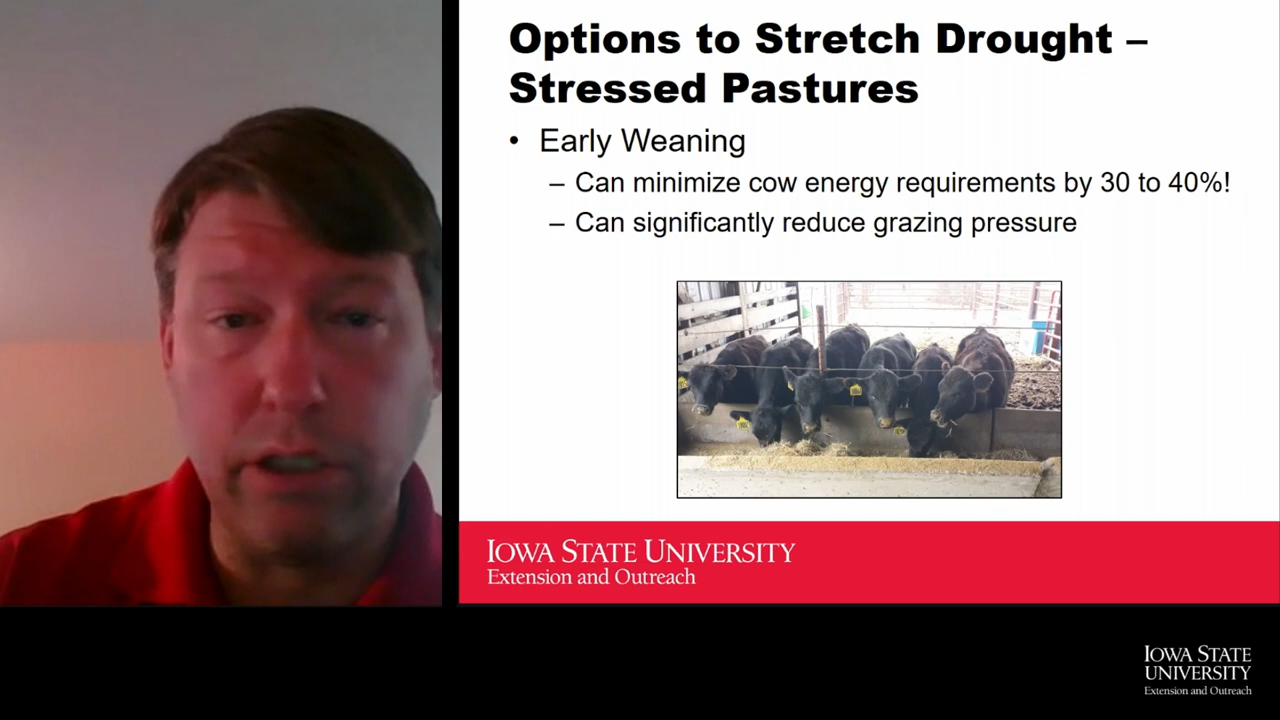 Options to Stretch Drought –
Stressed Pastures
• Early Weaning
– Can minimize cow energy requirements by 30 to 40%!
– Can significantly reduce grazing pressure
IOWA STATE UNIVERSITY
Extension and Outreach
IOWA STATE
UNIVERSITY
Extension and Outreach